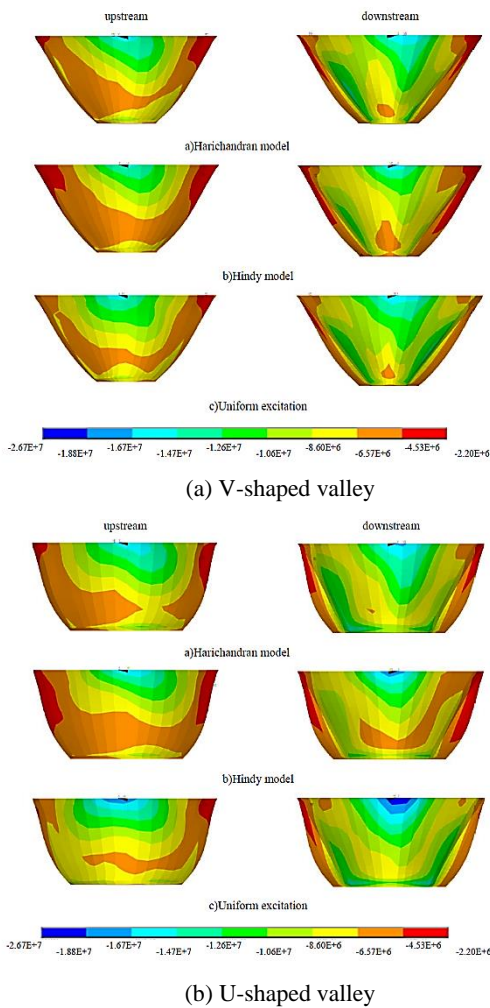 upstream downstream
a)Harichandran model
b)Hindy model
c)Uniform excitation
-2.67E+7 -1.88E+7 -1.67E+7 -1.47E+7 -1.26E+7 -1.06E+7 -8.60E+6 -6.57E+6 -4.53E+6 -2.20E+6
(a) V-shaped valley
upstream downstream
a)Harichandran model
b)Hindy model
c)Uniform excitation
-2.67E+7 -1.88E+7 -1.67E+7 -1.47E+7 -1.26E+7 -1.06E+7 -8.60E+6 -6.57E+6 -4.53E+6 -2.20E+6
(b) U-shaped valley